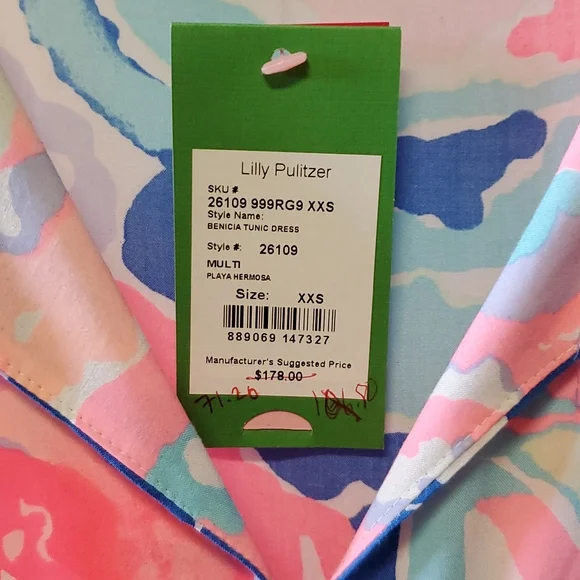 Lilly Pulitzer
SKU #
26109 999RG9 XXS
Style Name:
BENICIA TUNIC DRESS
Style #: 26109
MULTI
PLAYA HERMOSA
Size: XXS
889069 147327
Manufacturer's Suggested Price
$178.00
71.20